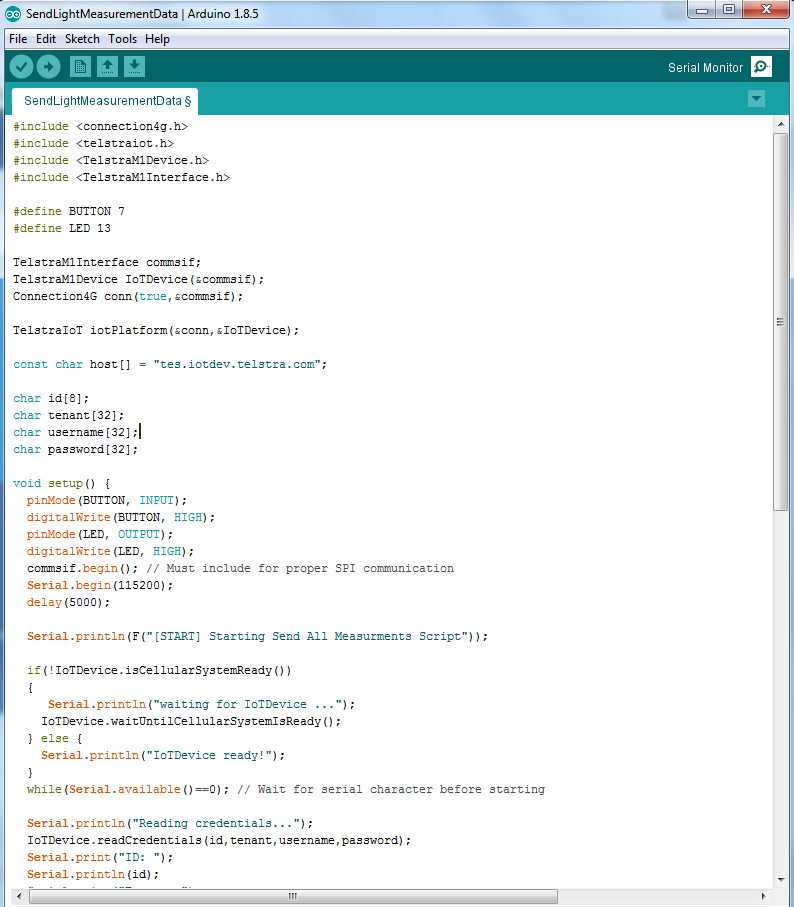 SendLightMeasurementData | Arduino 1.8.5
File Edit Sketch Tools Help
Serial Monitor
SendLightMeasurementData §
#include <connection4g.h>
#include <telstraiot.h>
#include <TelstraM1Device.h>
#include <TelstraM1Interface.h>
#define BUTTON 7
#define LED 13
TelstraM1Interface commsif;
TelstraM1Device IoTDevice(&commsif);
Connection4G conn(true,&commsif);
TelstraIoT iotPlatform(&conn,&IoTDevice);
const char host[] = "tes.iotdev.telstra.com";
char id[8];
char tenant[32];
char username[32];
char password[32];
void setup() {
  pinMode(BUTTON, INPUT);
  digitalWrite(BUTTON, HIGH);
  pinMode(LED, OUTPUT);
  digitalWrite(LED, HIGH);
  commsif.begin(); // Must include for proper SPI communication
  Serial.begin(115200);
  delay(5000);
  Serial.println(F("[START] Starting Send All Measurments Script"));
  if(!IoTDevice.isCellularSystemReady())
  {
     Serial.println("waiting for IoTDevice ...");
    IoTDevice.waitUntilCellularSystemIsReady();
  } else {
    Serial.println("IoTDevice ready!");
  }
  while(Serial.available()==0); // Wait for serial character before starting
  Serial.println("Reading credentials...");
  IoTDevice.readCredentials(id,tenant,username,password);
  Serial.print("ID: ");
  Serial.println(id);